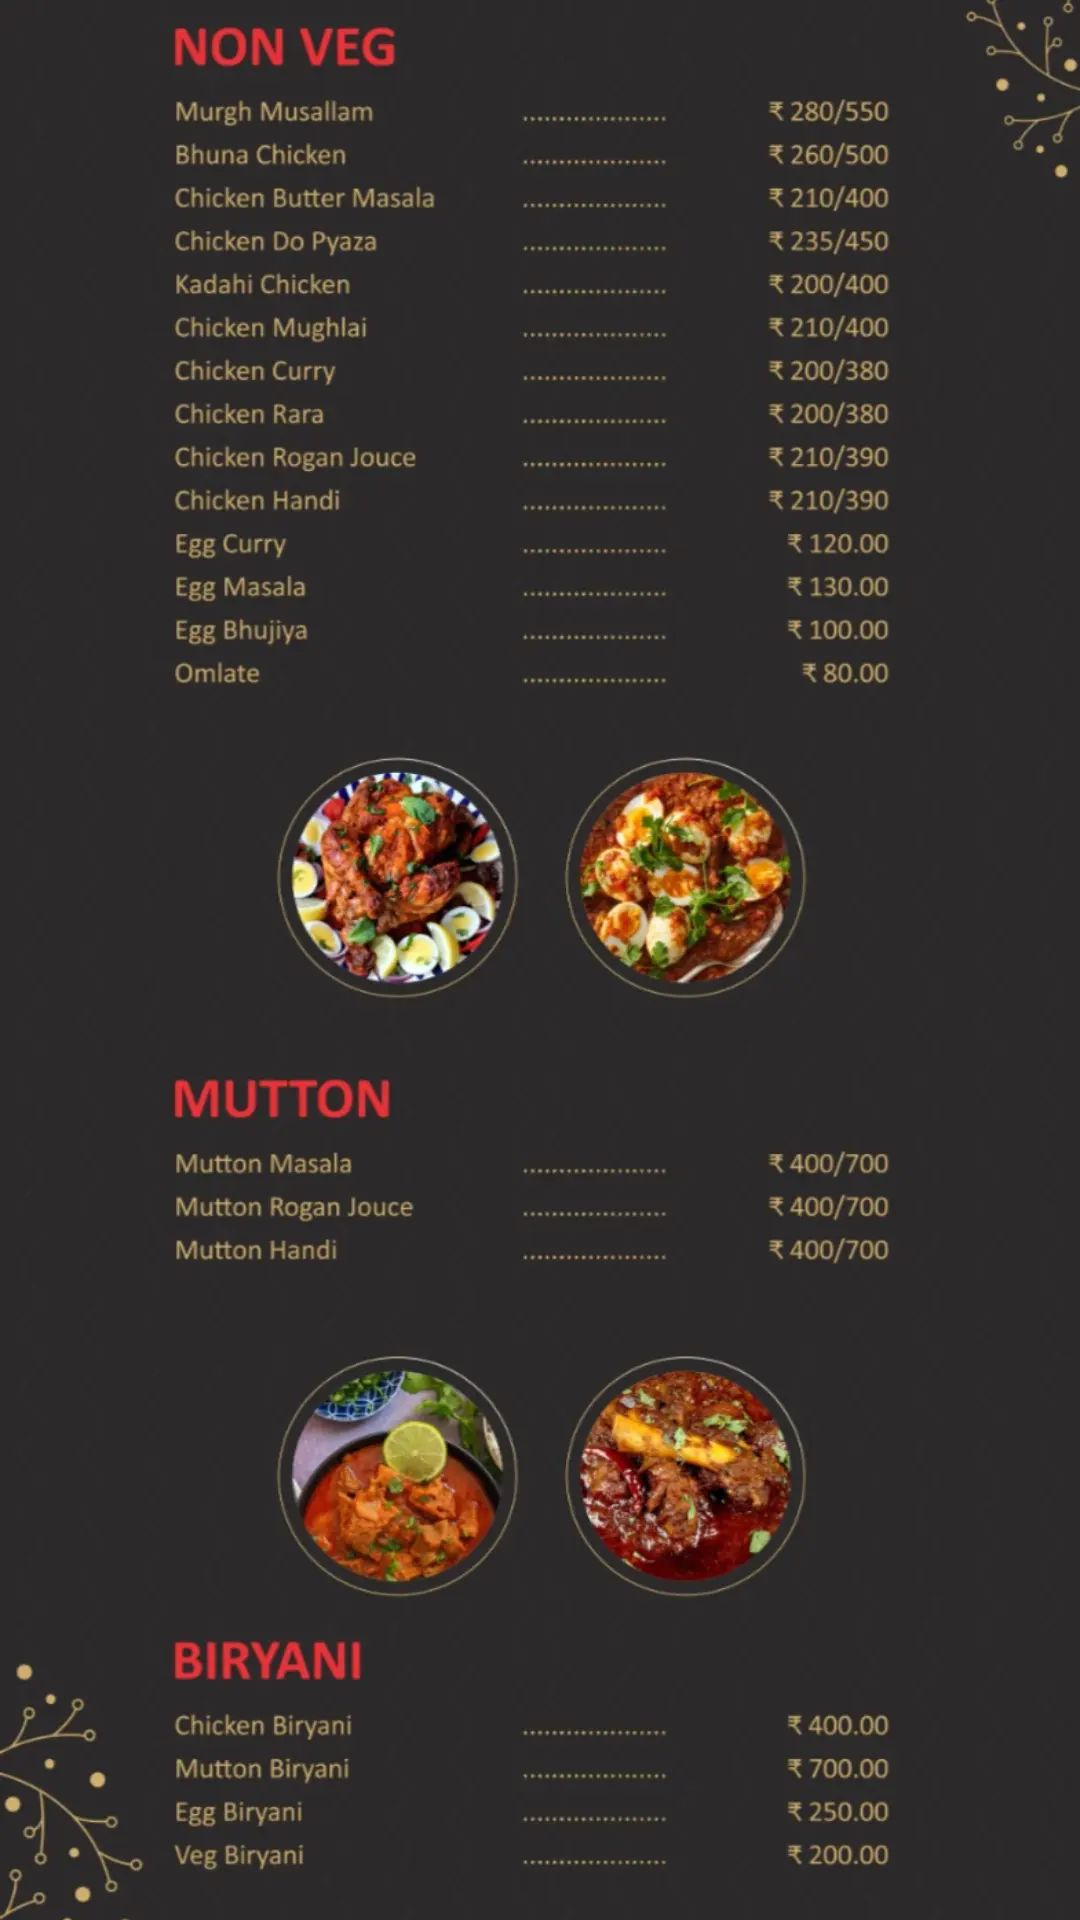 NON VEG
Murgh Musallam .................... ₹ 280/550
Bhuna Chicken .................... ₹ 260/500
Chicken Butter Masala .................... ₹ 210/400
Chicken Do Pyaza .................... ₹ 235/450
Kadahi Chicken .................... ₹ 200/400
Chicken Mughlai .................... ₹ 210/400
Chicken Curry .................... ₹ 200/380
Chicken Rara .................... ₹ 200/380
Chicken Rogan Jouce .................... ₹ 210/390
Chicken Handi .................... ₹ 210/390
Egg Curry .................... ₹ 120.00
Egg Masala .................... ₹ 130.00
Egg Bhujiya .................... ₹ 100.00
Omlate .................... ₹ 80.00
MUTTON
Mutton Masala .................... ₹ 400/700
Mutton Rogan Jouce .................... ₹ 400/700
Mutton Handi .................... ₹ 400/700
BIRYANI
Chicken Biryani .................... ₹ 400.00
Mutton Biryani .................... ₹ 700.00
Egg Biryani .................... ₹ 250.00
Veg Biryani .................... ₹ 200.00